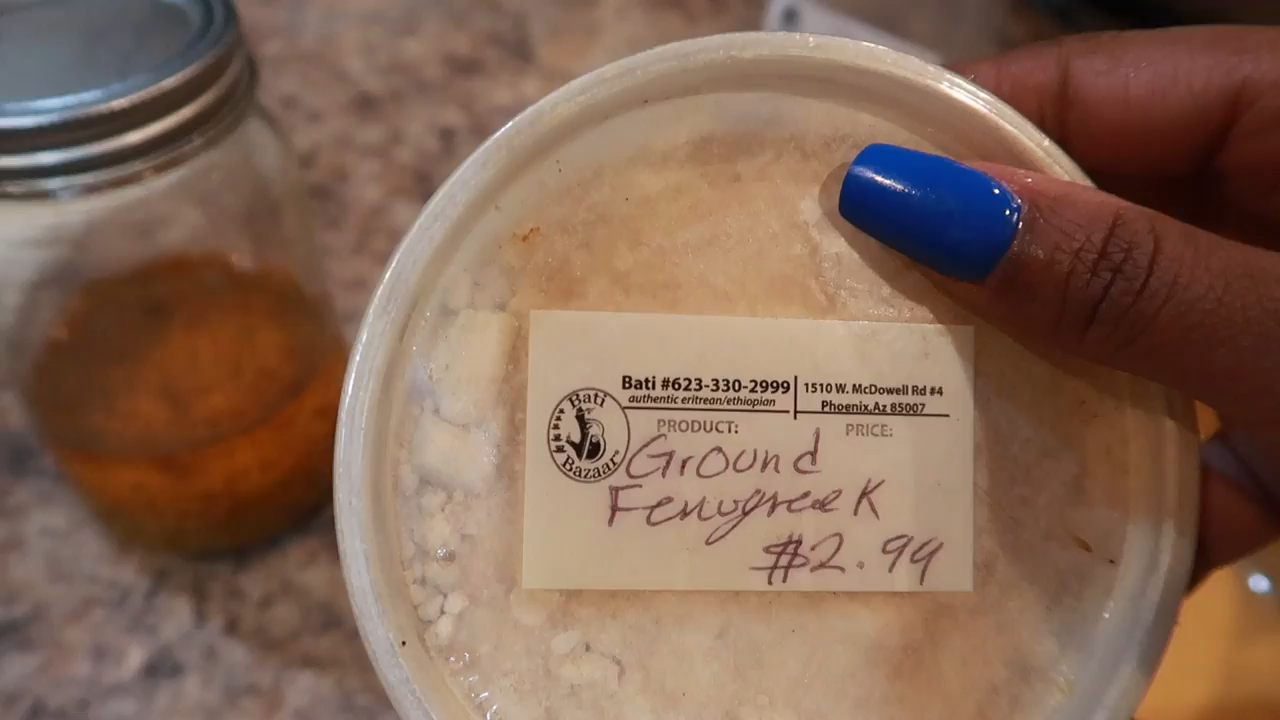 Bati #623-330-2999
authentic eritrean/ethiopian
1510 W. McDowell Rd #4
Phoenix,Az 85007
Bati
Bazaar
PRODUCT:
PRICE:
Ground
Fenugreek
$2.99